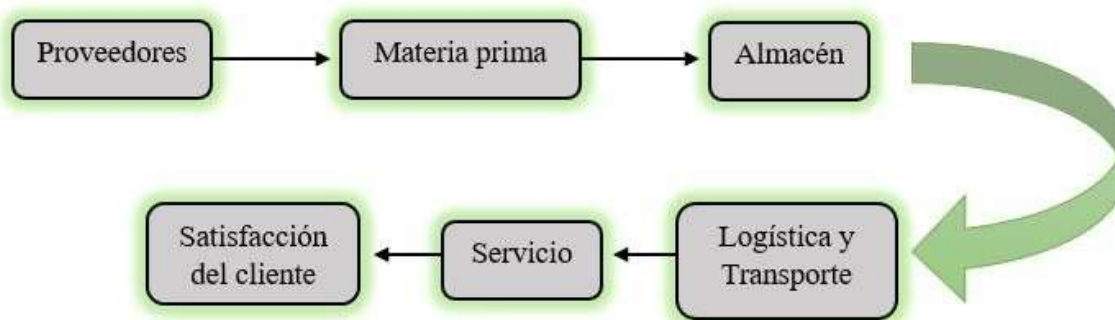 Proveedores
Materia prima
Almacén
Logística y
Transporte
Servicio
Satisfacción
del cliente